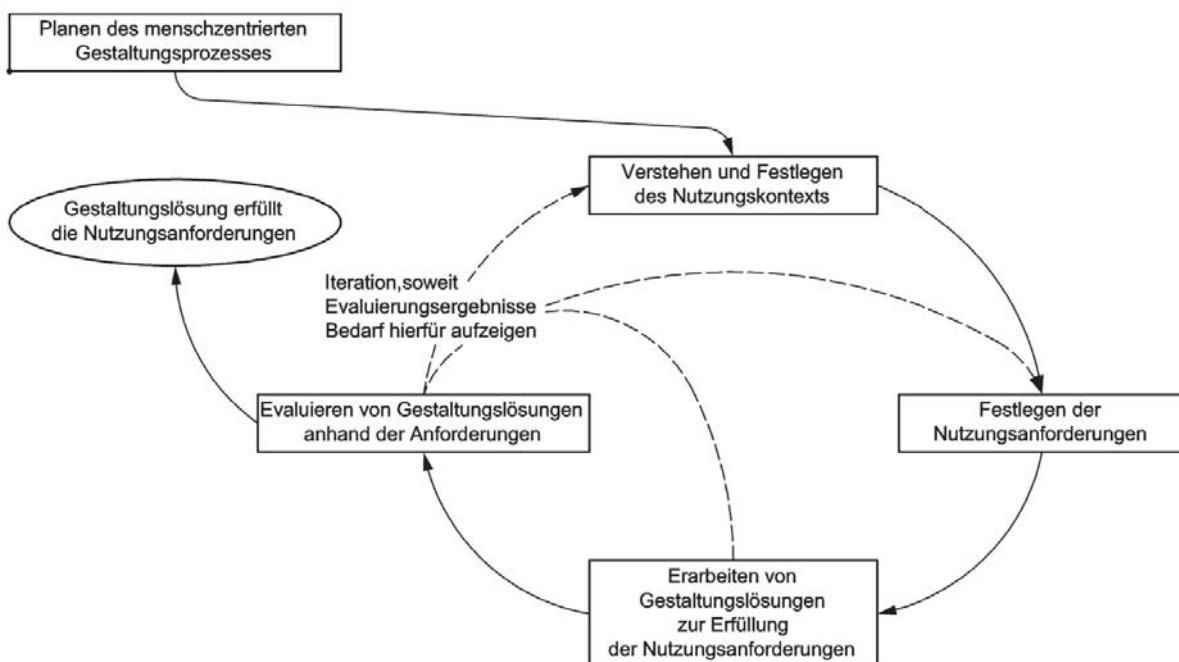 Planen des menschzentrierten
Gestaltungsprozesses
Verstehen und Festlegen
des Nutzungskontexts
Gestaltungslösung erfüllt
die Nutzungsanforderungen
Iteration,soweit
Evaluierungsergebnisse
Bedarf hierfür aufzeigen
Evaluieren von Gestaltungslösungen
anhand der Anforderungen
Festlegen der
Nutzungsanforderungen
Erarbeiten von
Gestaltungslösungen
zur Erfüllung
der Nutzungsanforderungen